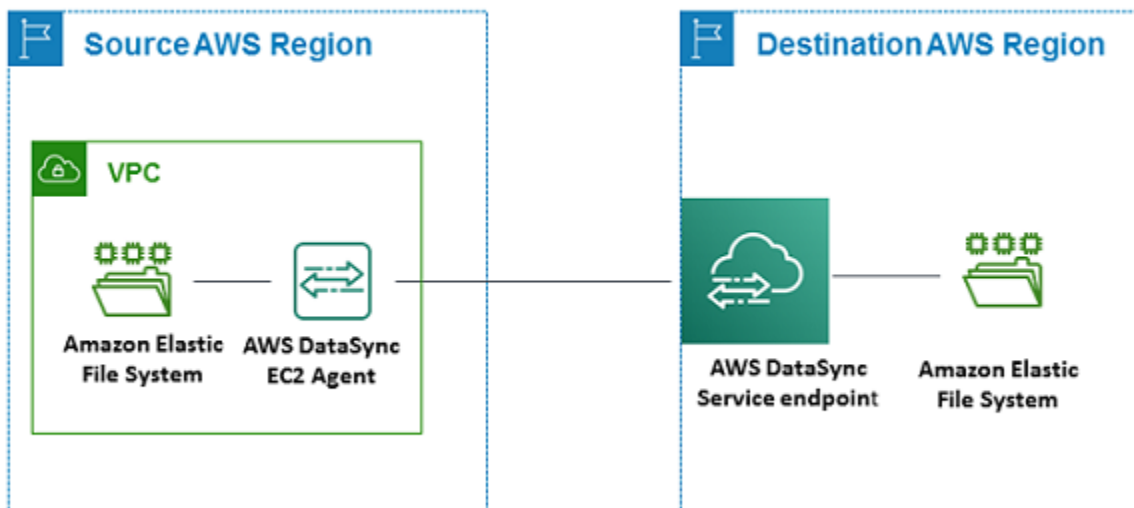 Source AWS Region
Destination AWS Region
VPC
Amazon Elastic
File System
AWS DataSync
EC2 Agent
AWS DataSync
Service endpoint
Amazon Elastic
File System